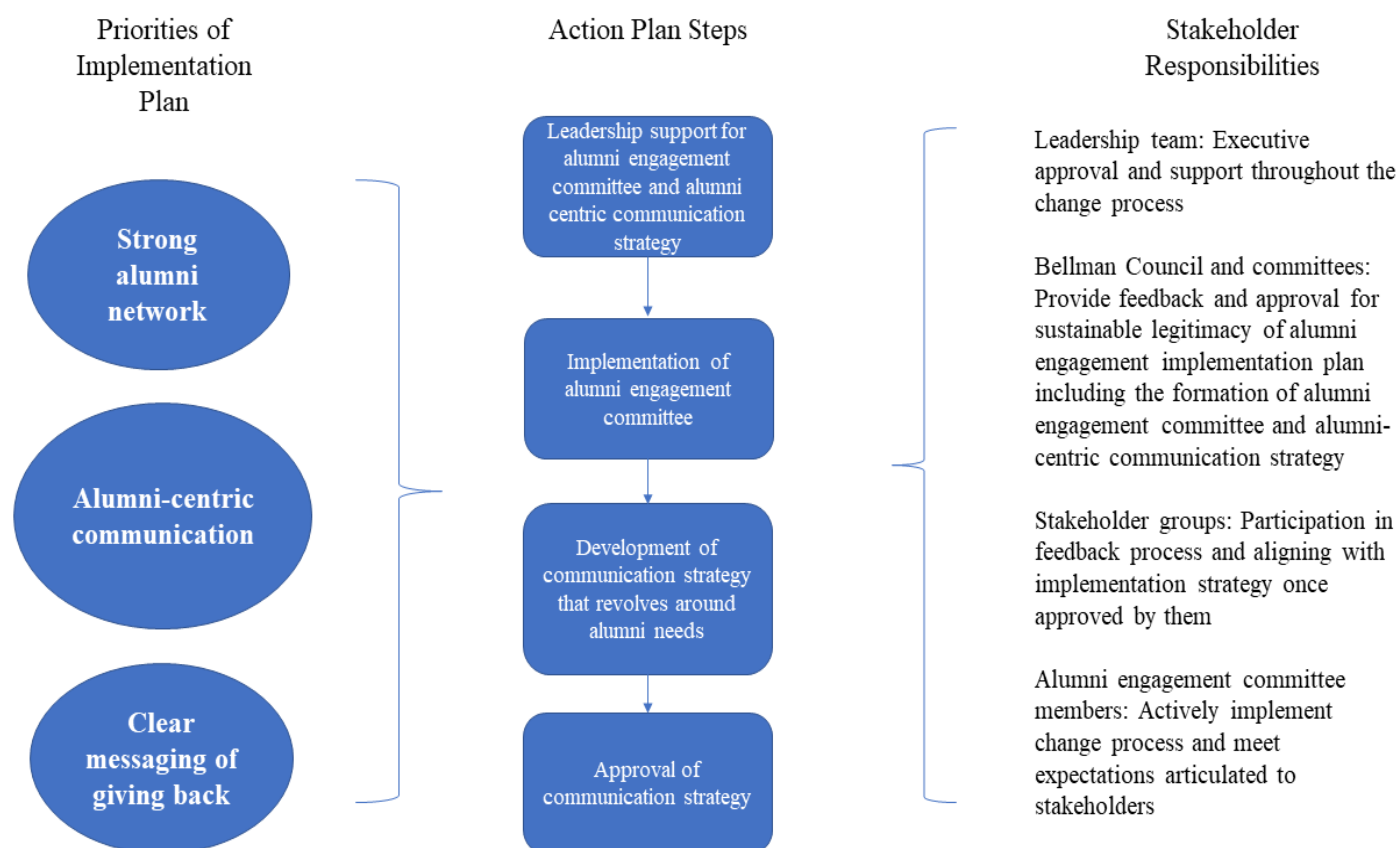 Priorities of
Implementation
Plan
Strong
alumni
network
Alumni-centric
communication
Clear
messaging of
giving back
Action Plan Steps
Leadership support for
alumni engagement
committee and alumni
centric communication
strategy
Implementation of
alumni engagement
committee
Development of
communication strategy
that revolves around
alumni needs
Approval of
communication strategy
Stakeholder
Responsibilities
Leadership team: Executive
approval and support throughout the
change process
Bellman Council and committees:
Provide feedback and approval for
sustainable legitimacy of alumni
engagement implementation plan
including the formation of alumni
engagement committee and alumni-
centric communication strategy
Stakeholder groups: Participation in
feedback process and aligning with
implementation strategy once
approved by them
Alumni engagement committee
members: Actively implement
change process and meet
expectations articulated to
stakeholders